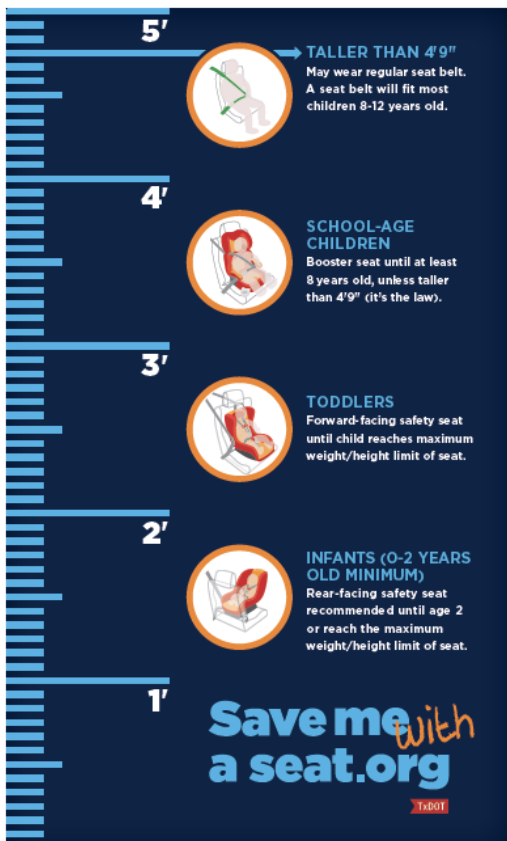 5'
TALLER THAN 4'9"
May wear regular seat belt.
A seat belt will fit most
children 8-12 years old.
4'
SCHOOL-AGE
CHILDREN
Booster seat until at least
8 years old, unless taller
than 4'9" (it's the law).
3'
TODDLERS
Forward-facing safety seat
until child reaches maximum
weight/height limit of seat.
2'
INFANTS (0-2 YEARS
OLD MINIMUM)
Rear-facing safety seat
recommended until age 2
or reach the maximum
weight/height limit of seat.
1'
Save me with
a seat.org
TxDOT